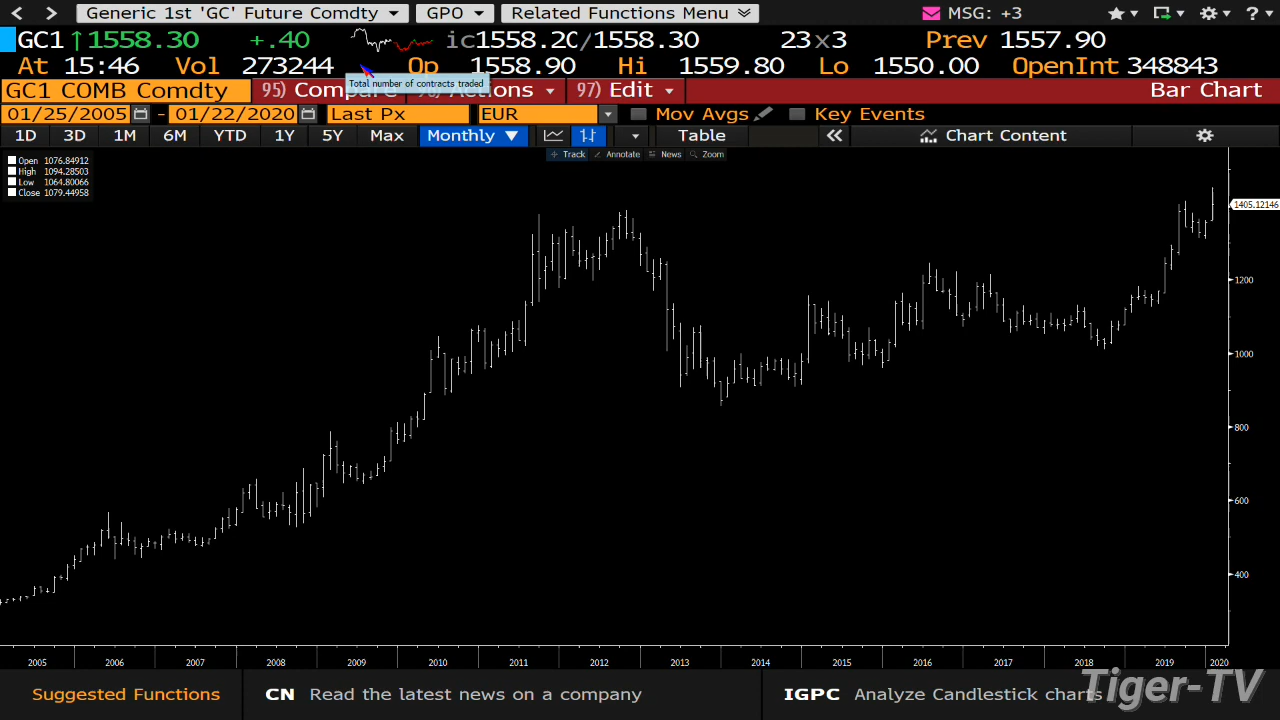 Generic 1st 'GC' Future Comdty GPO Related Functions Menu MSG: +3
GC1 ↑1558.30 +.40 ic1558.20/1558.30 23x3 Prev 1557.90
At 15:46 Vol 273244 Op 1558.90 Hi 1559.80 Lo 1550.00 OpenInt 348843
Total number of contracts traded
GC1 COMB Comdty 95) Compare Actions 97) Edit Bar Chart
01/25/2005 - 01/22/2020 Last Px EUR Mov Avgs Key Events
1D 3D 1M 6M YTD 1Y 5Y Max Monthly ▼ Table « Chart Content
Track Annotate News Zoom
Open 1076.84912
High 1094.28503
Low 1064.80066
Close 1079.44958
1405.12146
1200
1000
800
600
400
2005 2006 2007 2008 2009 2010 2011 2012 2013 2014 2015 2016 2017 2018 2019 2020
Suggested Functions CN Read the latest news on a company IGPC Analyze Candlestick charts
Tiger-TV